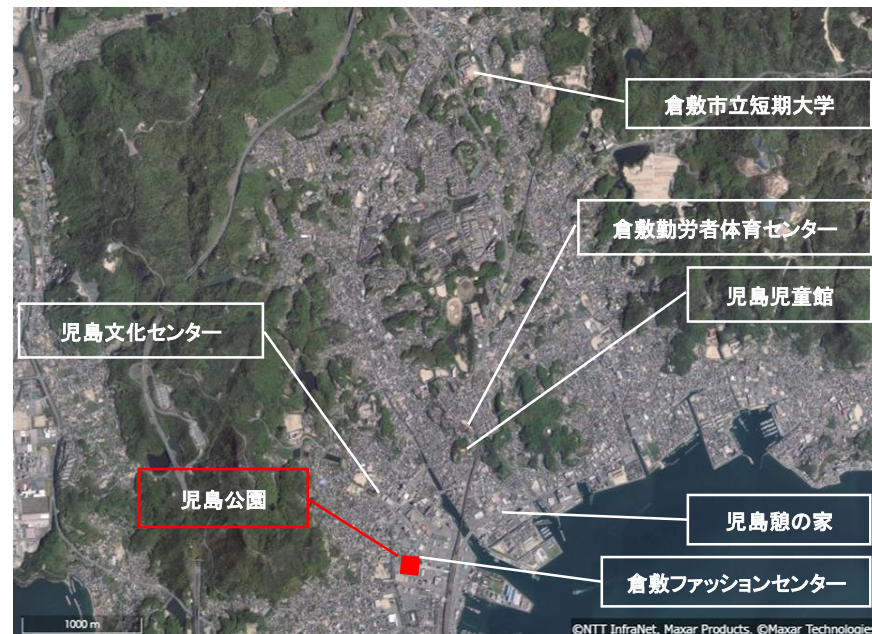 倉敷市立短期大学
倉敷勤労者体育センター
児島児童館
児島文化センター
児島公園
児島憩の家
倉敷ファッションセンター
1000 m
©NTT InfraNet, Maxar Products. ©Maxar Technologies